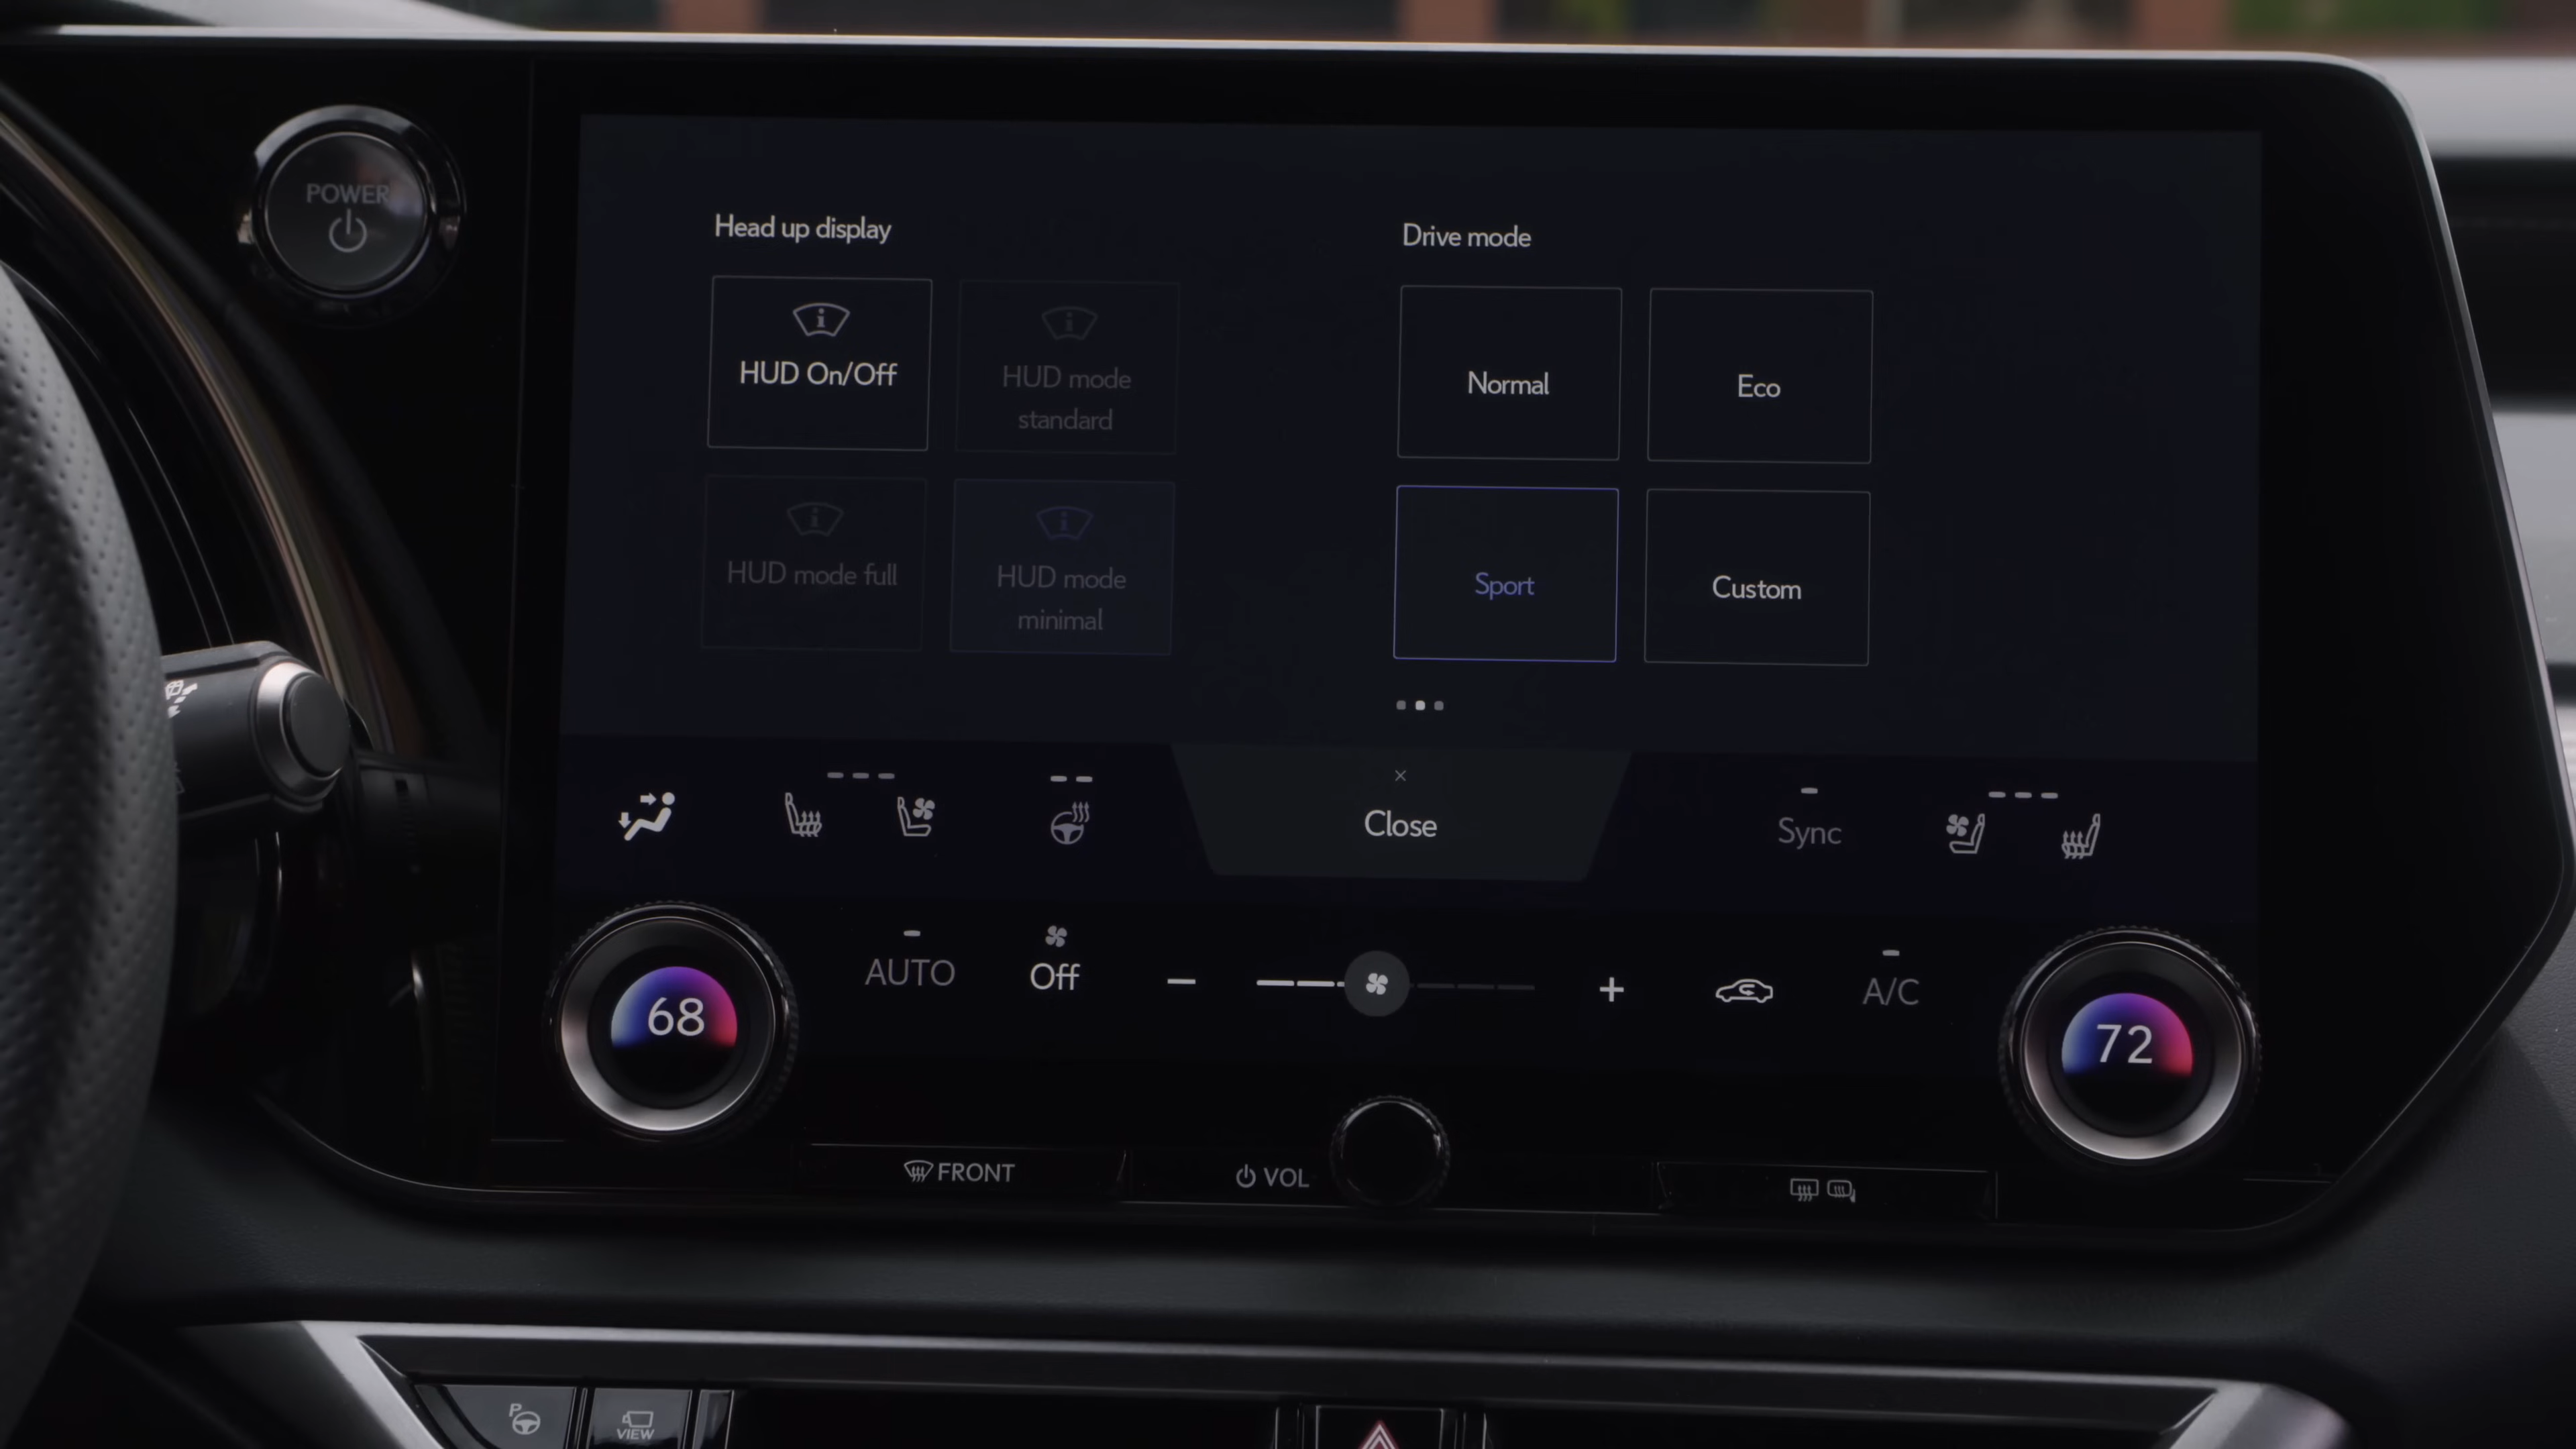 POWER
Head up display
Drive mode
HUD On/Off
HUD mode
standard
Normal
Eco
HUD mode full
HUD mode
minimal
Sport
Custom
Close
Sync
AUTO
Off
A/C
68
72
FRONT
VOL
P
VIEW